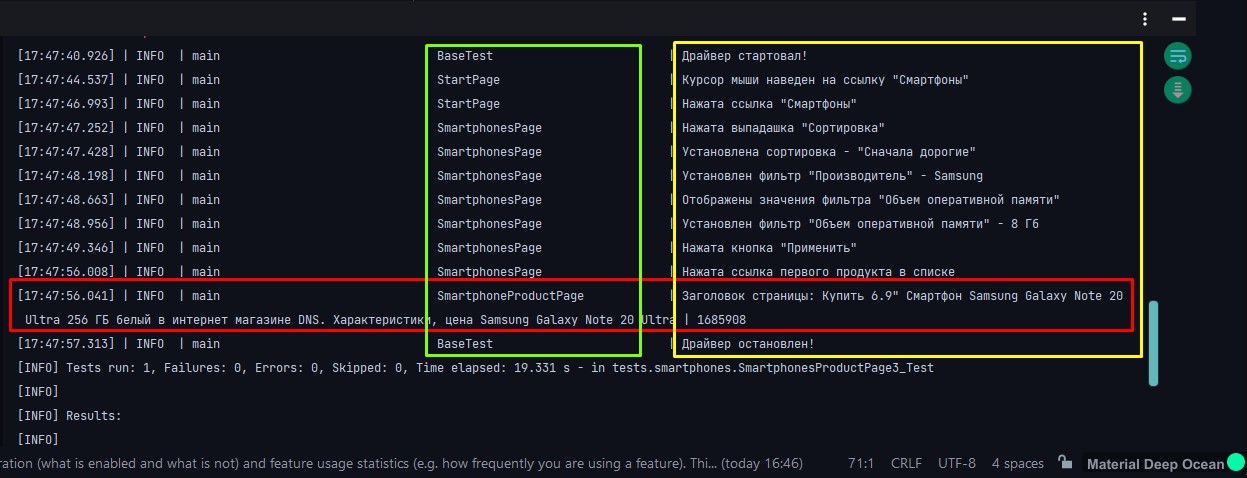 [17:47:40.926] | INFO | main BaseTest | Драйвер стартовал!
[17:47:44.537] | INFO | main StartPage | Курсор мыши наведен на ссылку "Смартфоны"
[17:47:46.993] | INFO | main StartPage | Нажата ссылка "Смартфоны"
[17:47:47.252] | INFO | main SmartphonesPage | Нажата выпадашка "Сортировка"
[17:47:47.428] | INFO | main SmartphonesPage | Установлена сортировка - "Сначала дорогие"
[17:47:48.198] | INFO | main SmartphonesPage | Установлен фильтр "Производитель" - Samsung
[17:47:48.663] | INFO | main SmartphonesPage | Отображены значения фильтра "Объем оперативной памяти"
[17:47:48.956] | INFO | main SmartphonesPage | Установлен фильтр "Объем оперативной памяти" - 8 Гб
[17:47:49.346] | INFO | main SmartphonesPage | Нажата кнопка "Применить"
[17:47:56.008] | INFO | main SmartphonesPage | Нажата ссылка первого продукта в списке
[17:47:56.041] | INFO | main SmartphoneProductPage | Заголовок страницы: Купить 6.9" Смартфон Samsung Galaxy Note 20
Ultra 256 ГБ белый в интернет магазине DNS. Характеристики, цена Samsung Galaxy Note 20 Ultra | 1685908
[17:47:57.313] | INFO | main BaseTest | Драйвер остановлен!
[INFO] Tests run: 1, Failures: 0, Errors: 0, Skipped: 0, Time elapsed: 19.331 s - in tests.smartphones.SmartphonesProductPage3_Test
[INFO]
[INFO] Results:
[INFO]
ration (what is enabled and what is not) and feature usage statistics (e.g. how frequently you are using a feature). Thi... (today 16:46) 71:1 CRLF UTF-8 4 spaces Material Deep Ocean